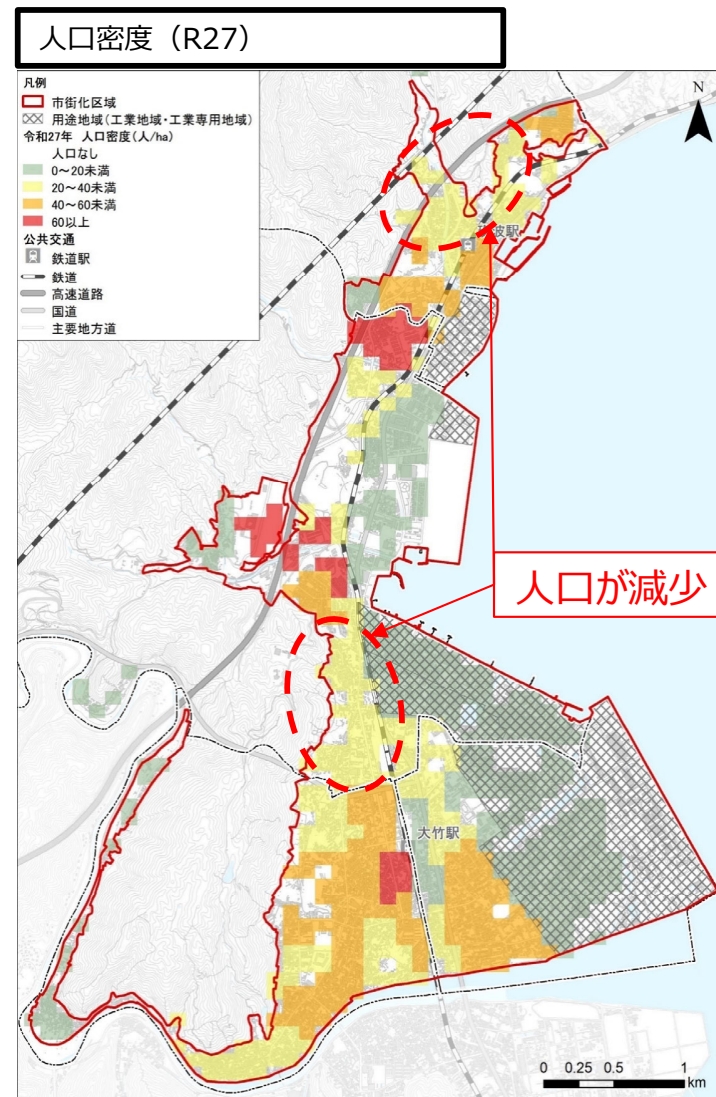 人口密度（R27）
凡例
市街化区域
用途地域（工業地域・工業専用地域）
令和27年 人口密度(人/ha)
人口なし
0～20未満
20～40未満
40～60未満
60以上
公共交通
鉄道駅
鉄道
高速道路
国道
主要地方道
N
波駅
人口が減少
大竹駅
0 0.25 0.5 1
km